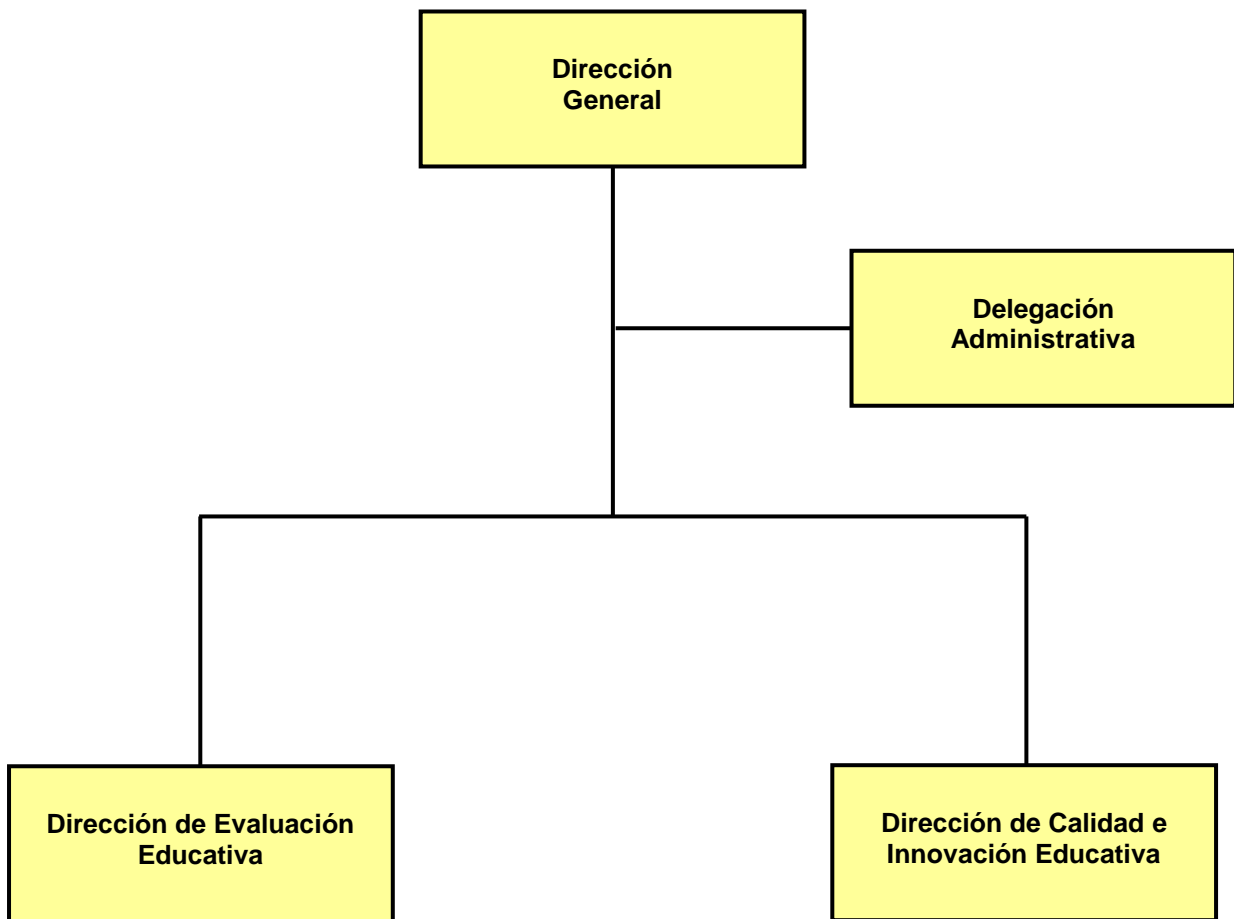 Dirección
General
Delegación
Administrativa
Dirección de Evaluación
Educativa
Dirección de Calidad e
Innovación Educativa